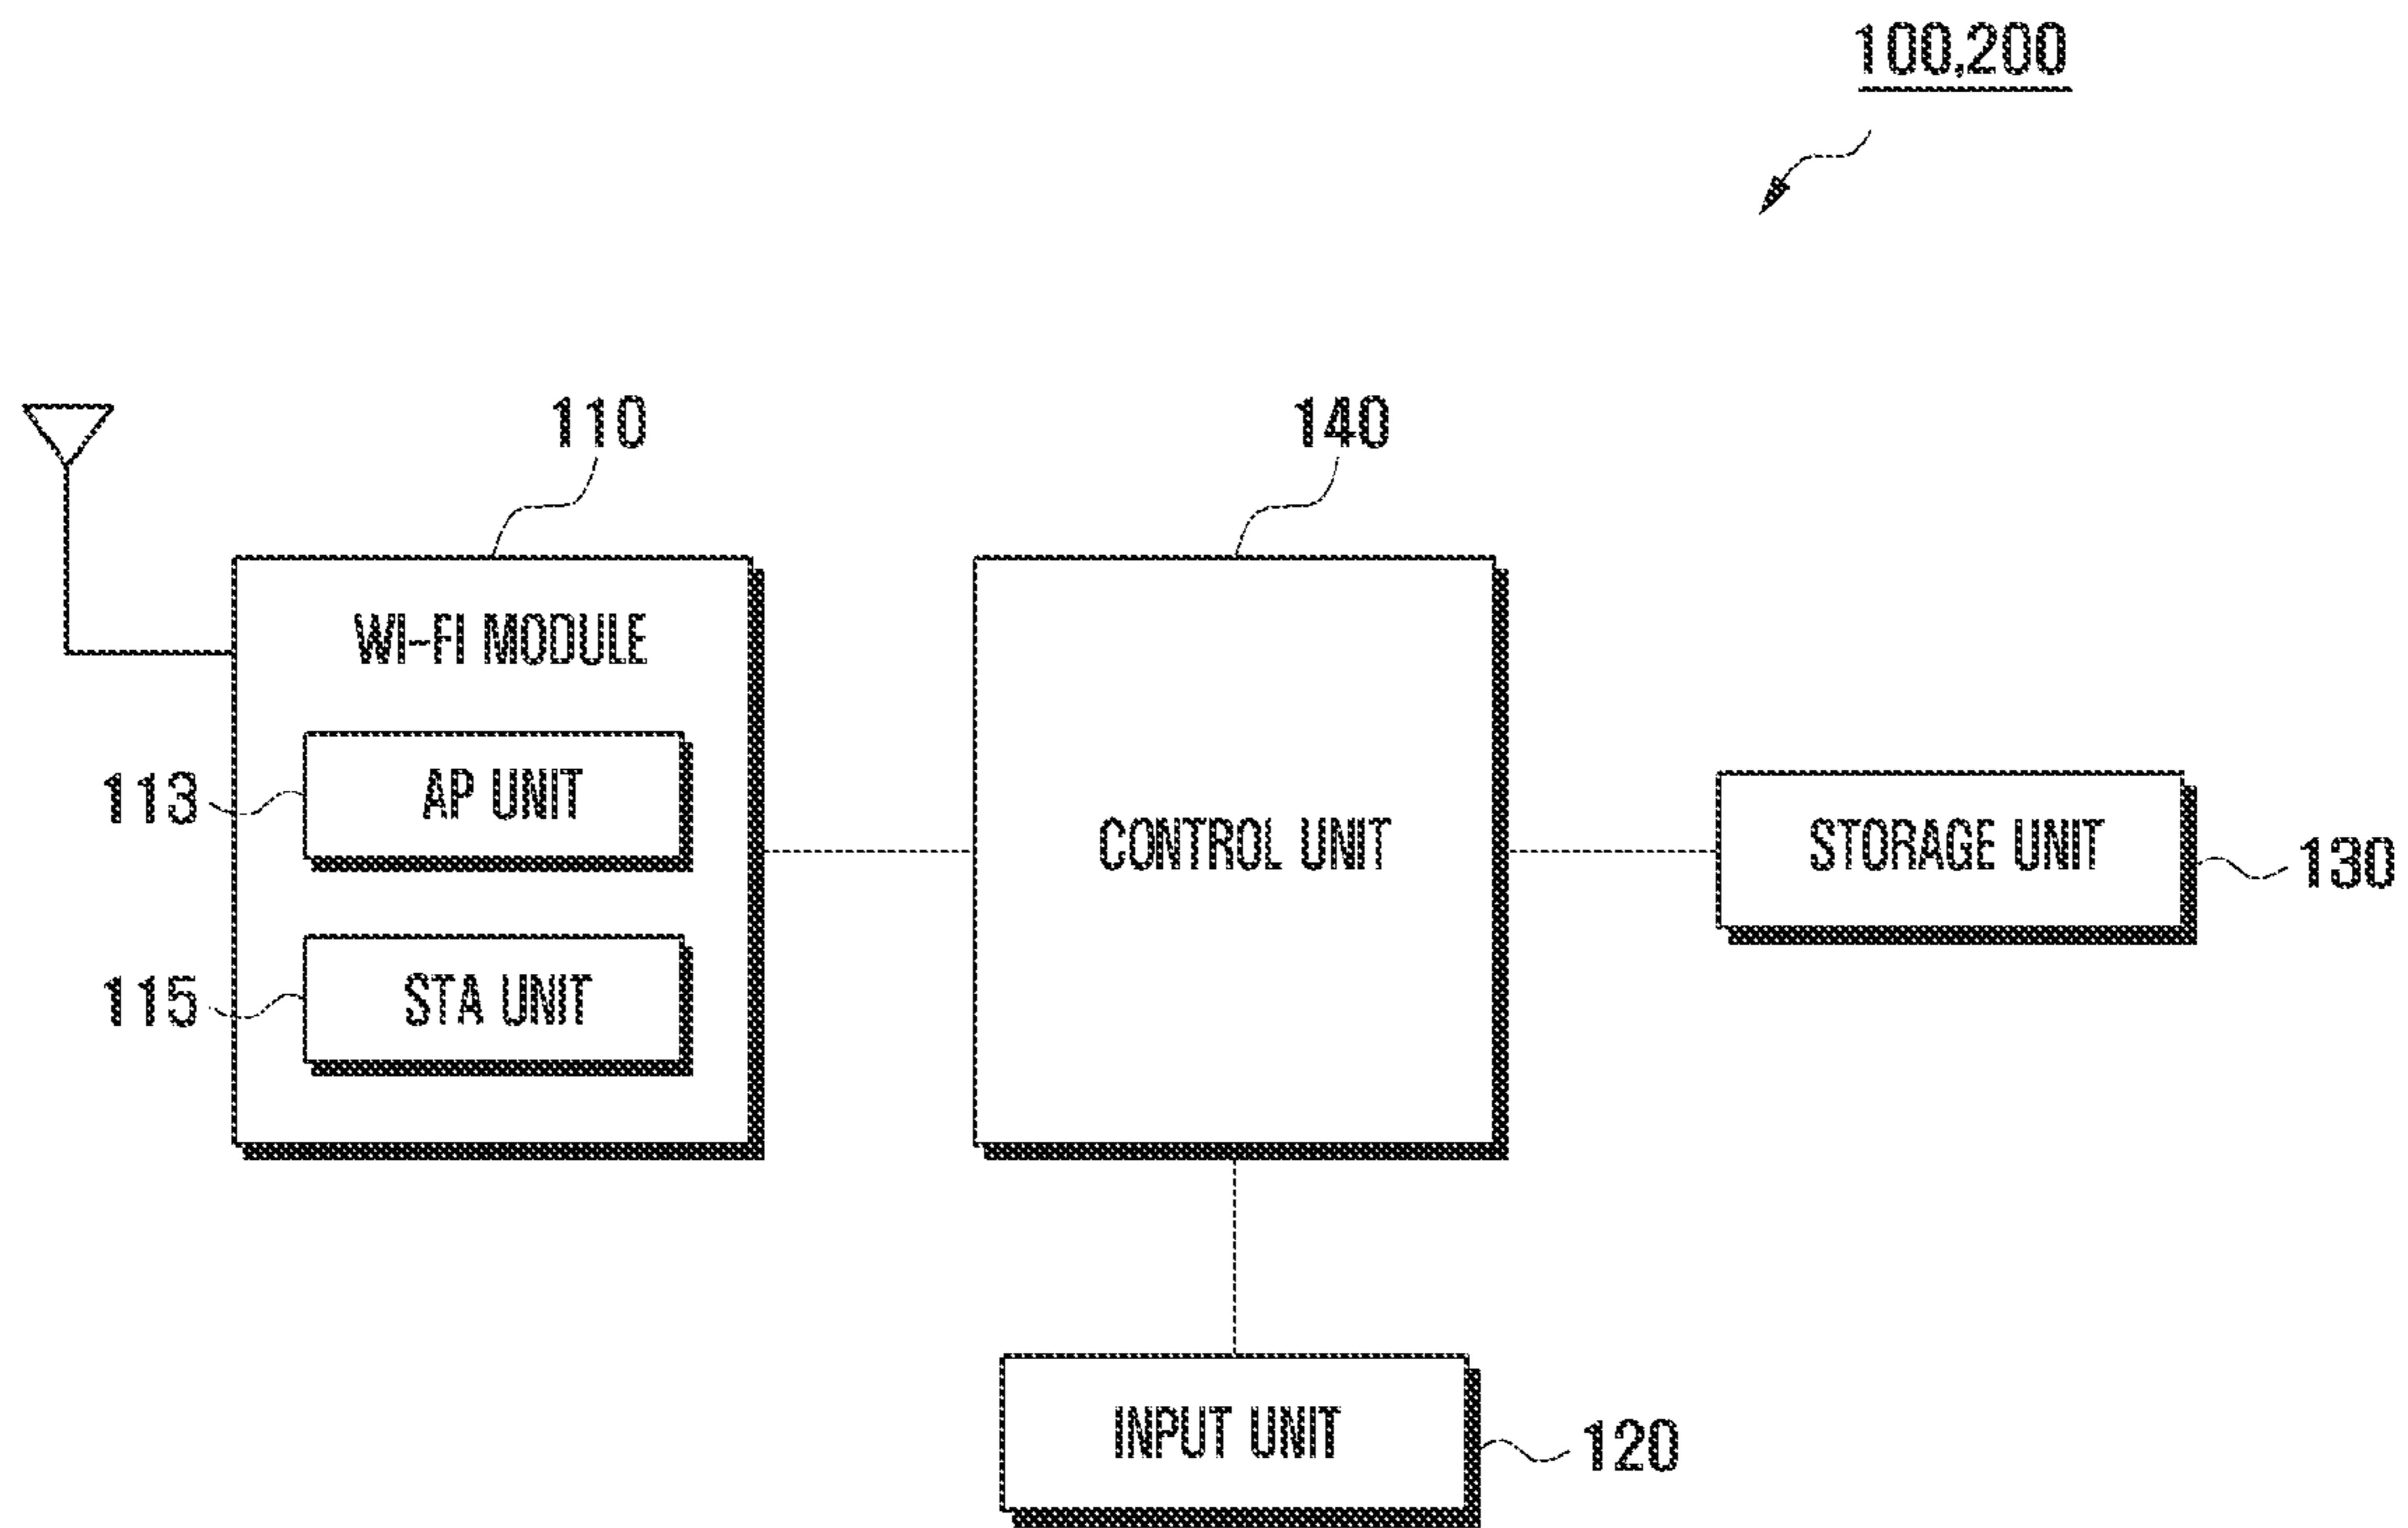 100,200
110
140
WI-FI MODULE
113
AP UNIT
CONTROL UNIT
STORAGE UNIT
130
115
STA UNIT
INPUT UNIT
120